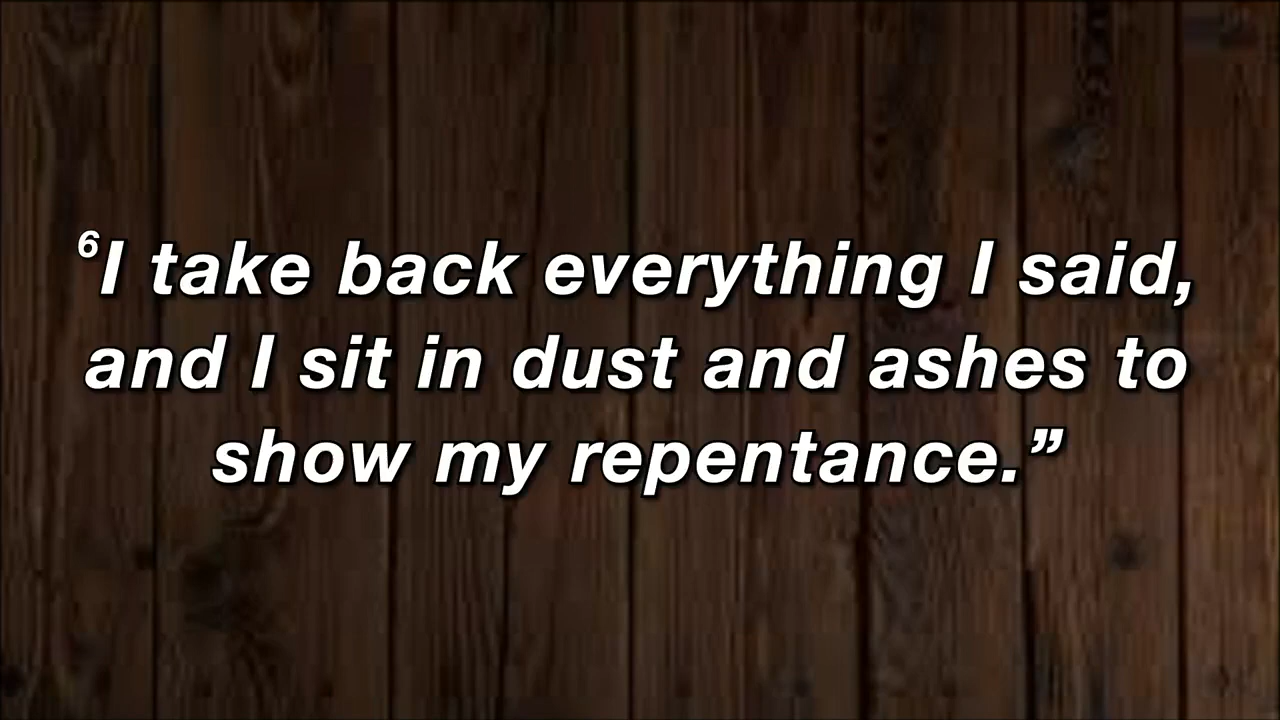 ⁶I take back everything I said,
and I sit in dust and ashes to
show my repentance.”